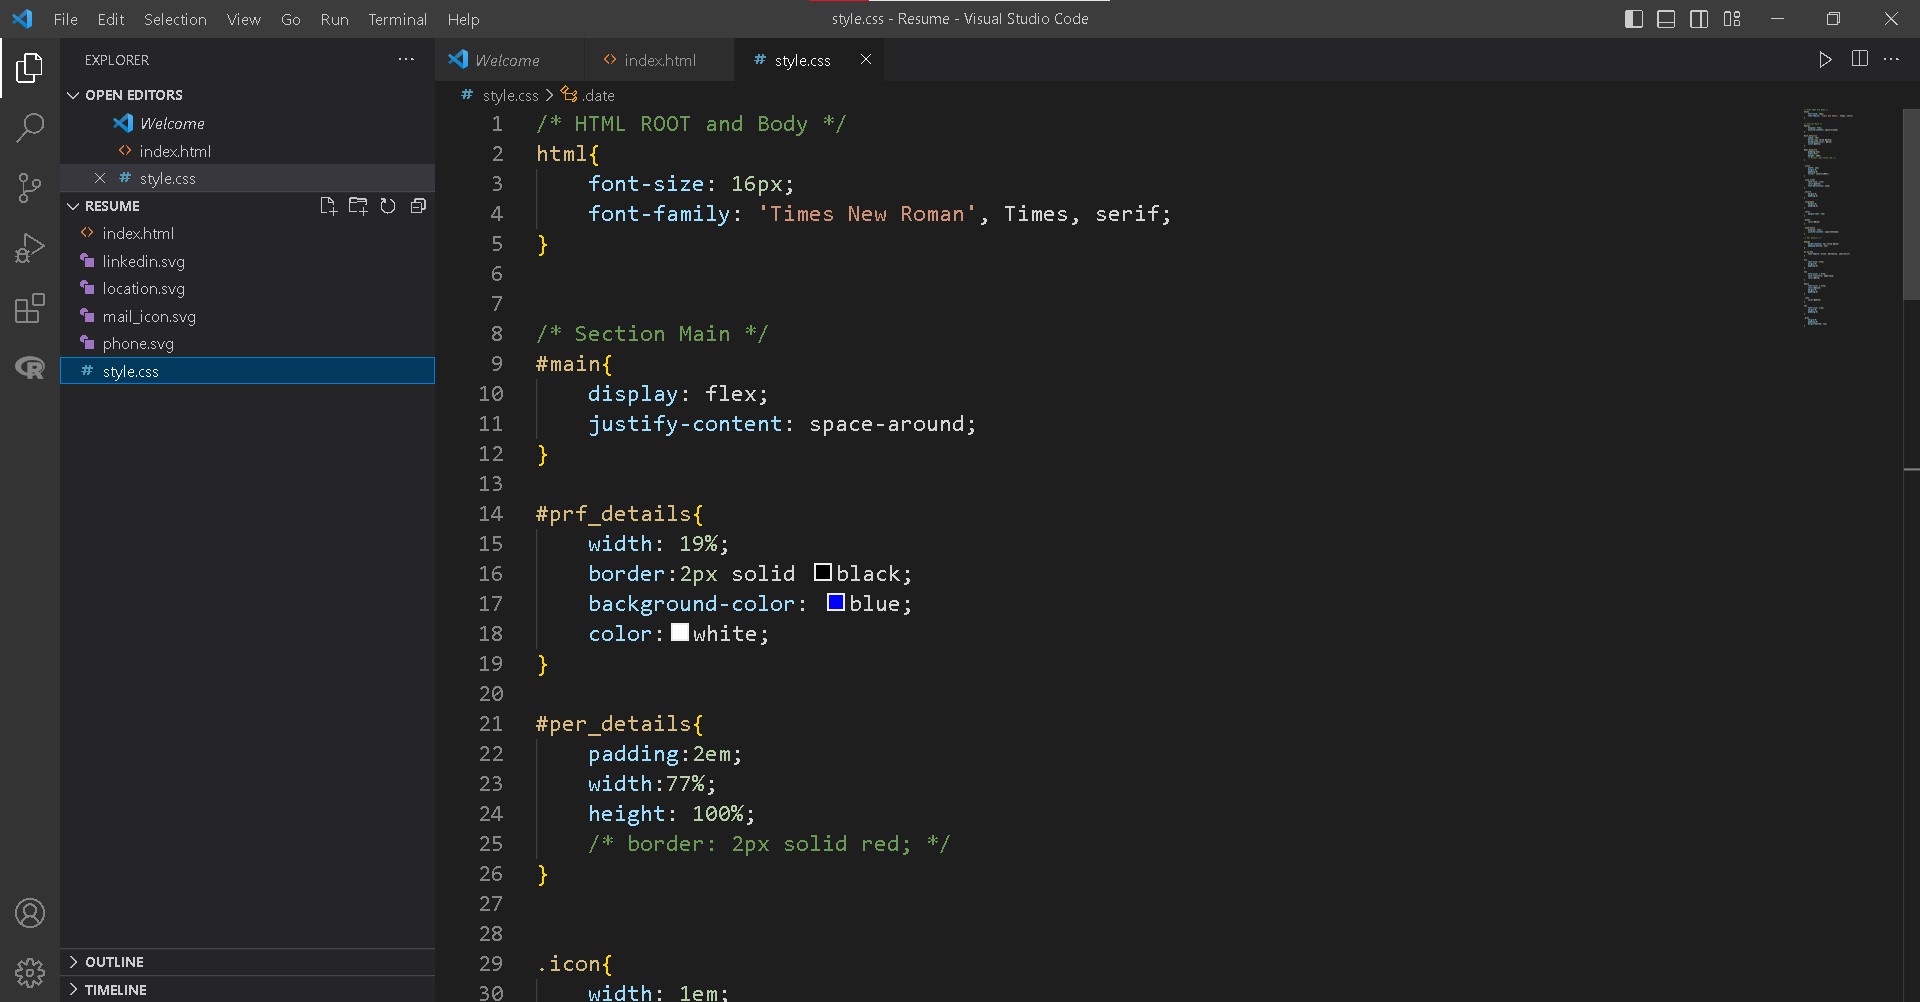 File Edit Selection View Go Run Terminal Help
style.css - Resume - Visual Studio Code
EXPLORER
OPEN EDITORS
Welcome
index.html
style.css
RESUME
index.html
linkedin.svg
location.svg
mail_icon.svg
phone.svg
style.css
OUTLINE
TIMELINE
Welcome index.html style.css
style.css .date
1 /* HTML ROOT and Body */
2 html{
3 font-size: 16px;
4 font-family: 'Times New Roman', Times, serif;
5 }
6
7
8 /* Section Main */
9 #main{
10 display: flex;
11 justify-content: space-around;
12 }
13
14 #prf_details{
15 width: 19%;
16 border:2px solid black;
17 background-color: blue;
18 color: white;
19 }
20
21 #per_details{
22 padding:2em;
23 width:77%;
24 height: 100%;
25 /* border: 2px solid red; */
26 }
27
28
29 .icon{
30 width: 1em;